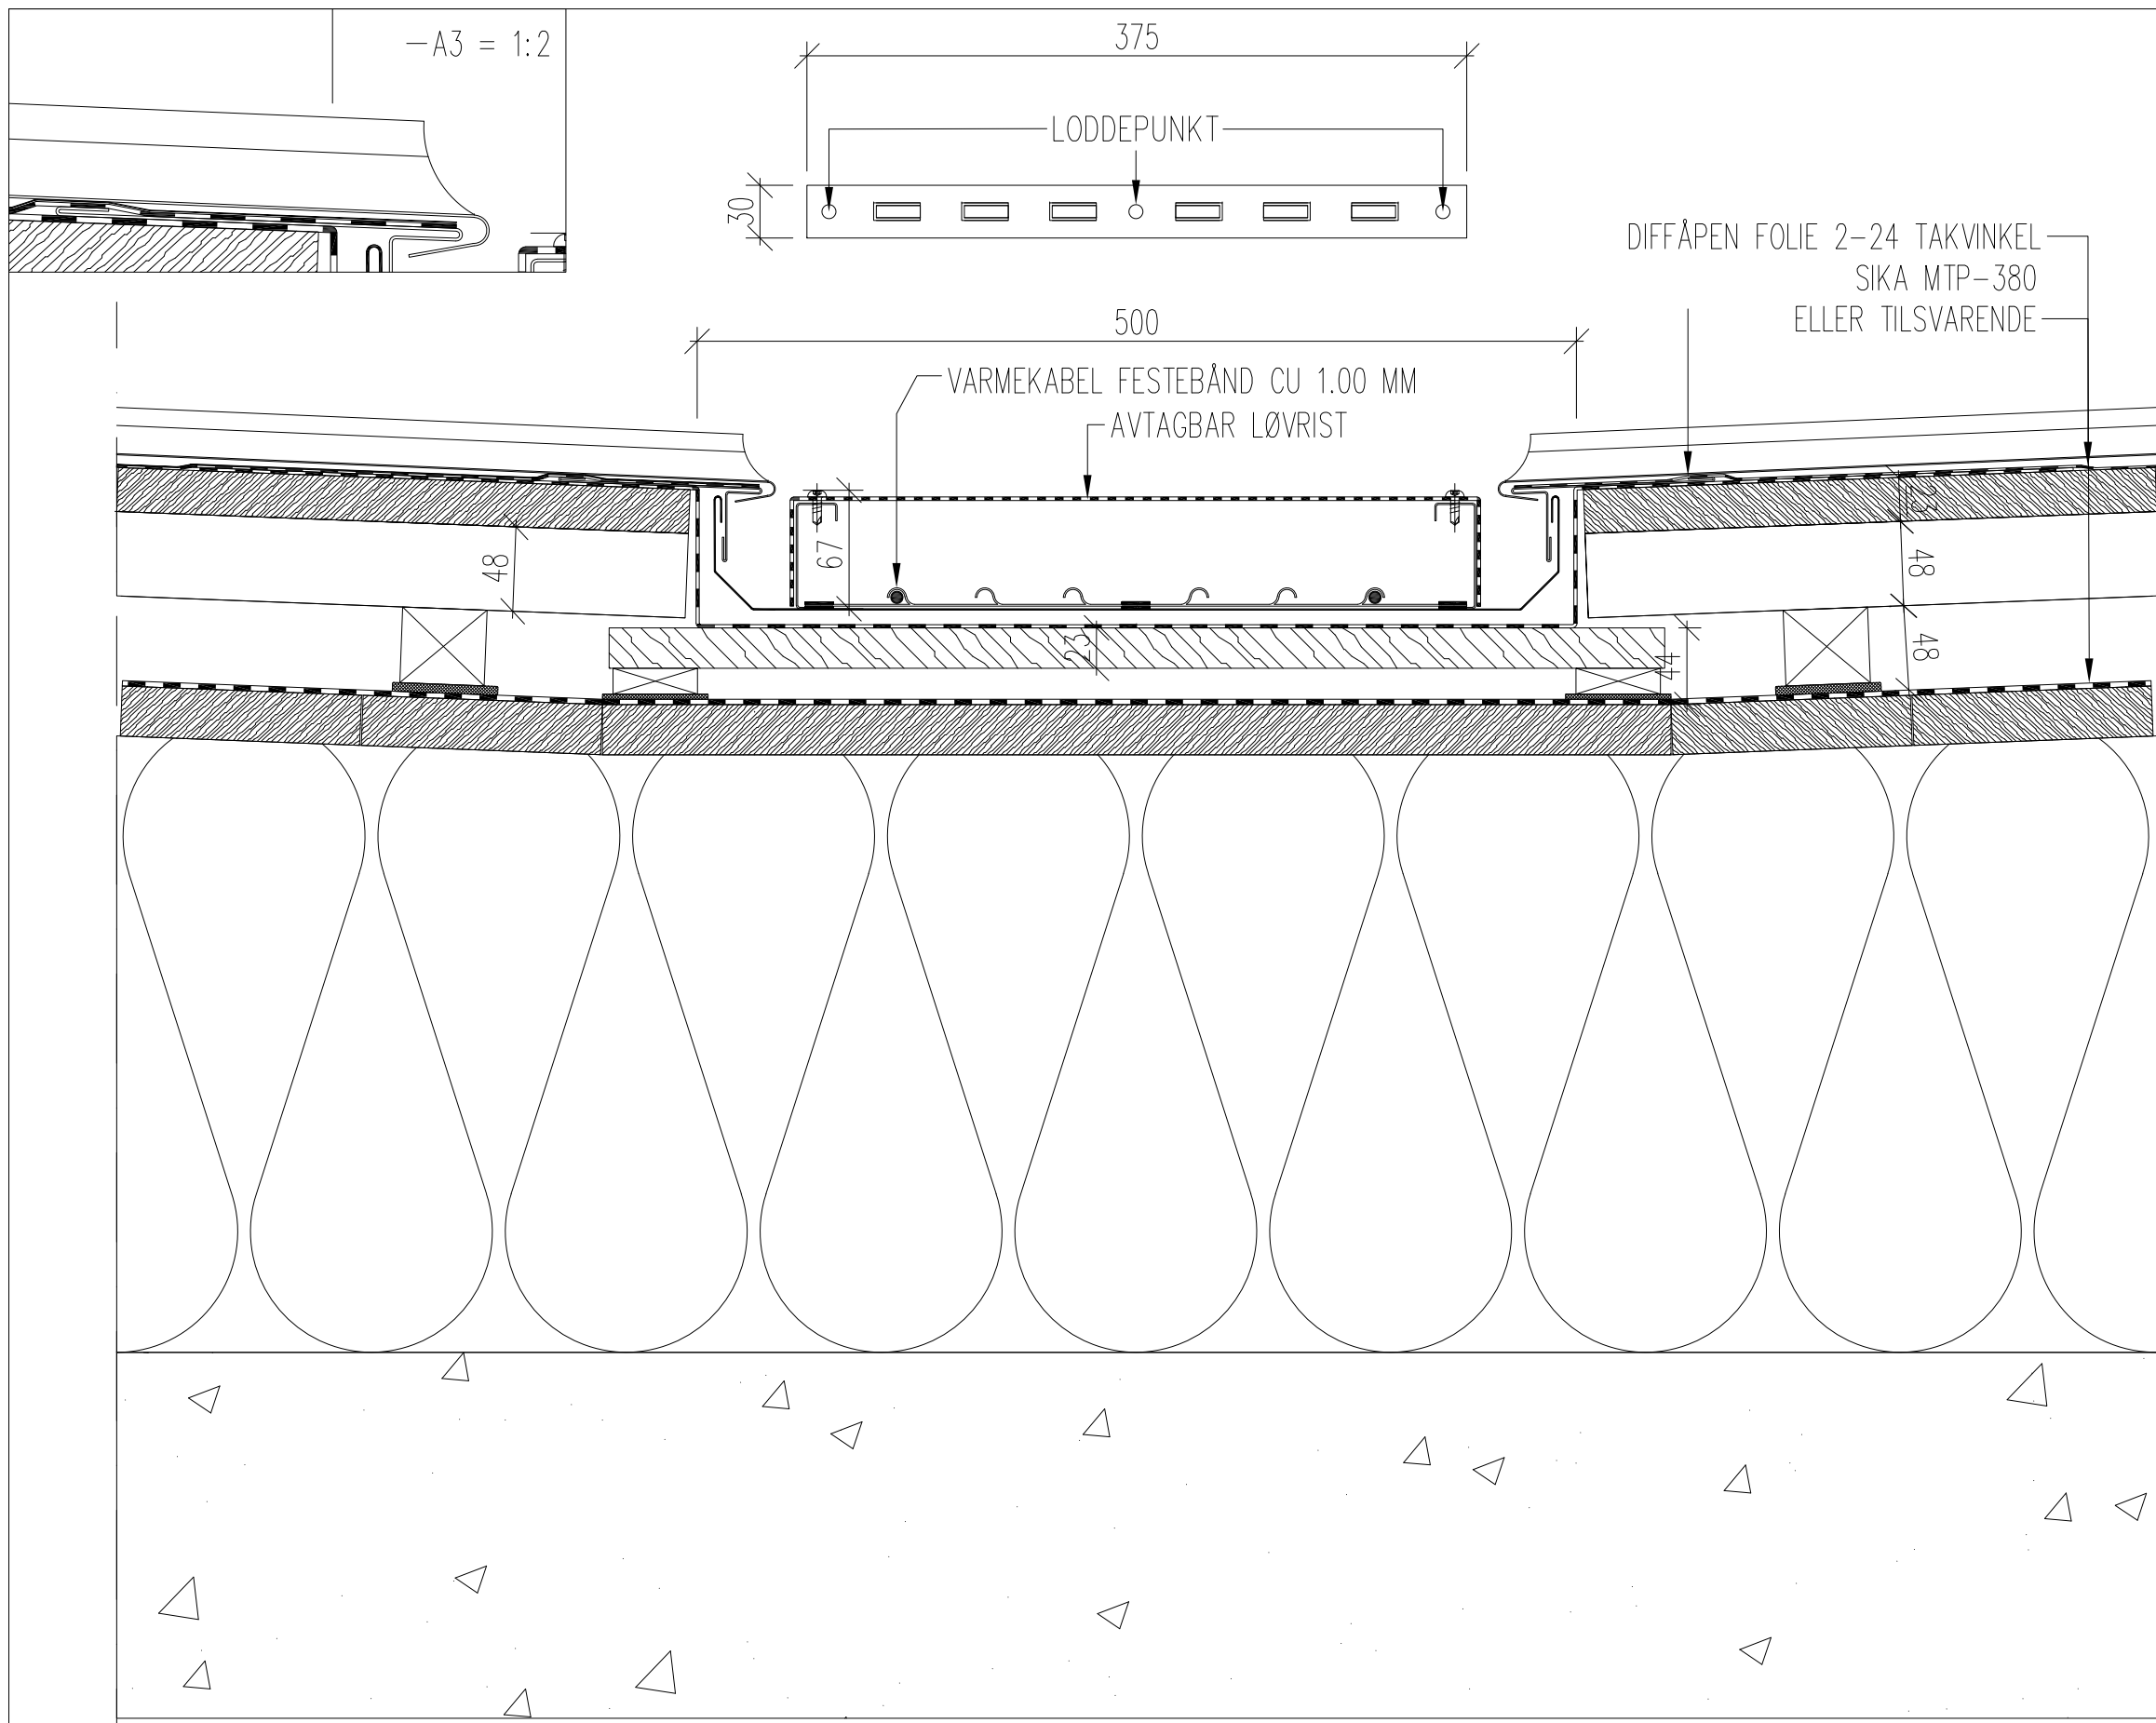 -A3 = 1:2
375
LODDEPUNKT
30
DIFFÅPEN FOLIE 2-24 TAKVINKEL
SIKA MTP-380
ELLER TILSVARENDE
500
VARMEKABEL FESTEBÅND CU 1.00 MM
AVTAGBAR LØVRIST
67
48
23
48
48
23
44